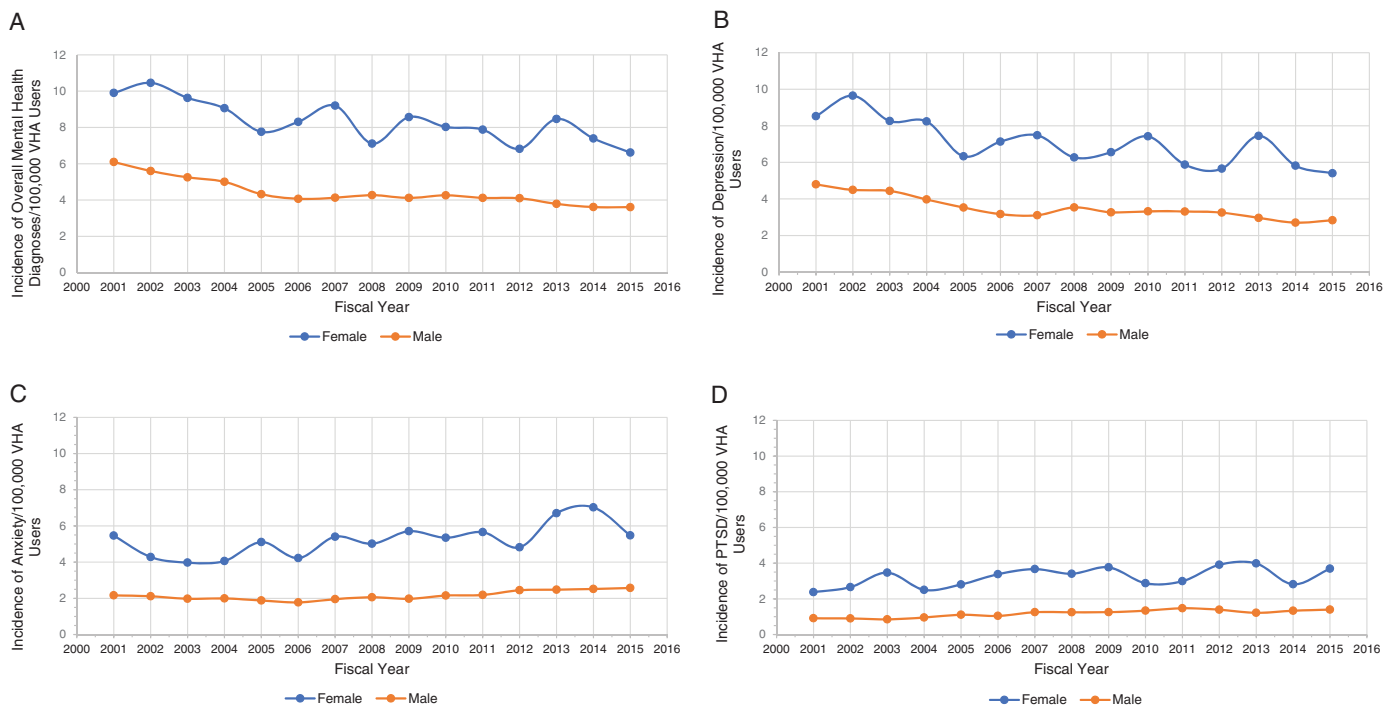 A
Incidence of Overall Mental Health
Diagnoses/100,000 VHA Users
12
10
8
6
4
2
0
2000 2001 2002 2003 2004 2005 2006 2007 2008 2009 2010 2011 2012 2013 2014 2015 2016
Fiscal Year
Female Male
B
Incidence of Depression/100,000 VHA
Users
12
10
8
6
4
2
0
2000 2001 2002 2003 2004 2005 2006 2007 2008 2009 2010 2011 2012 2013 2014 2015 2016
Fiscal Year
Female Male
C
Incidence of Anxiety/100,000 VHA
Users
12
10
8
6
4
2
0
2000 2001 2002 2003 2004 2005 2006 2007 2008 2009 2010 2011 2012 2013 2014 2015 2016
Fiscal Year
Female Male
D
Incidence of PTSD/100,000 VHA
Users
12
10
8
6
4
2
0
2000 2001 2002 2003 2004 2005 2006 2007 2008 2009 2010 2011 2012 2013 2014 2015 2016
Fiscal Year
Female Male